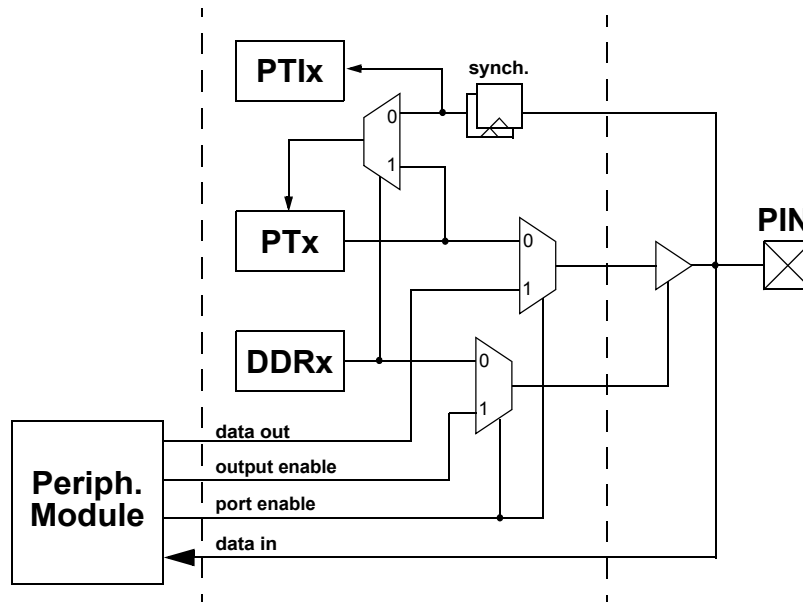 PTIx
synch.
0
1
PTx
0
PIN
1
DDRx
0
1
data out
output enable
Periph.
Module
port enable
data in